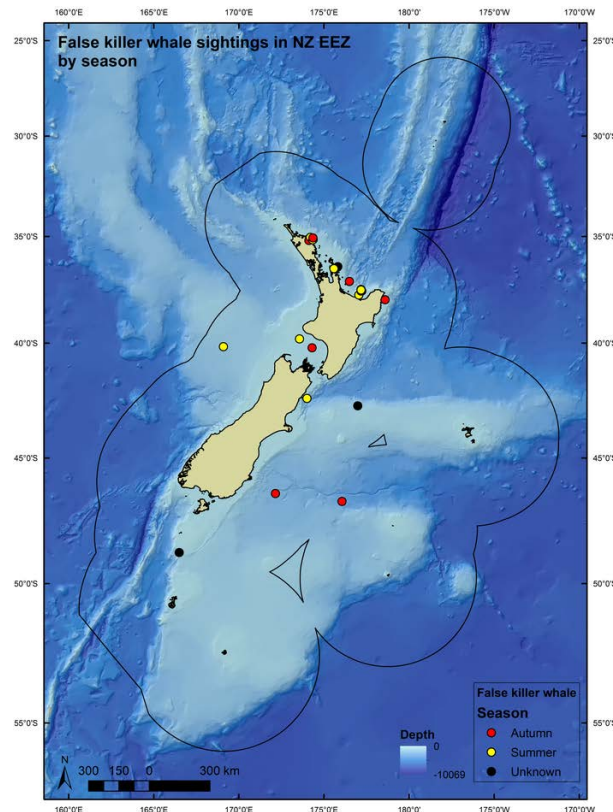 160°0'E 165°0'E 170°0'E 175°0'E 180°0' 175°0'W 170°0'W
False killer whale sightings in NZ EEZ
by season
25°0'S 25°0'S
30°0'S 30°0'S
35°0'S 35°0'S
40°0'S 40°0'S
45°0'S 45°0'S
50°0'S 50°0'S
55°0'S 55°0'S
False killer whale
Season
Autumn
Summer
Unknown
Depth
0
-10069
N
300 150 0 300 km
160°0'E 165°0'E 170°0'E 175°0'E 180°0' 175°0'W 170°0'W